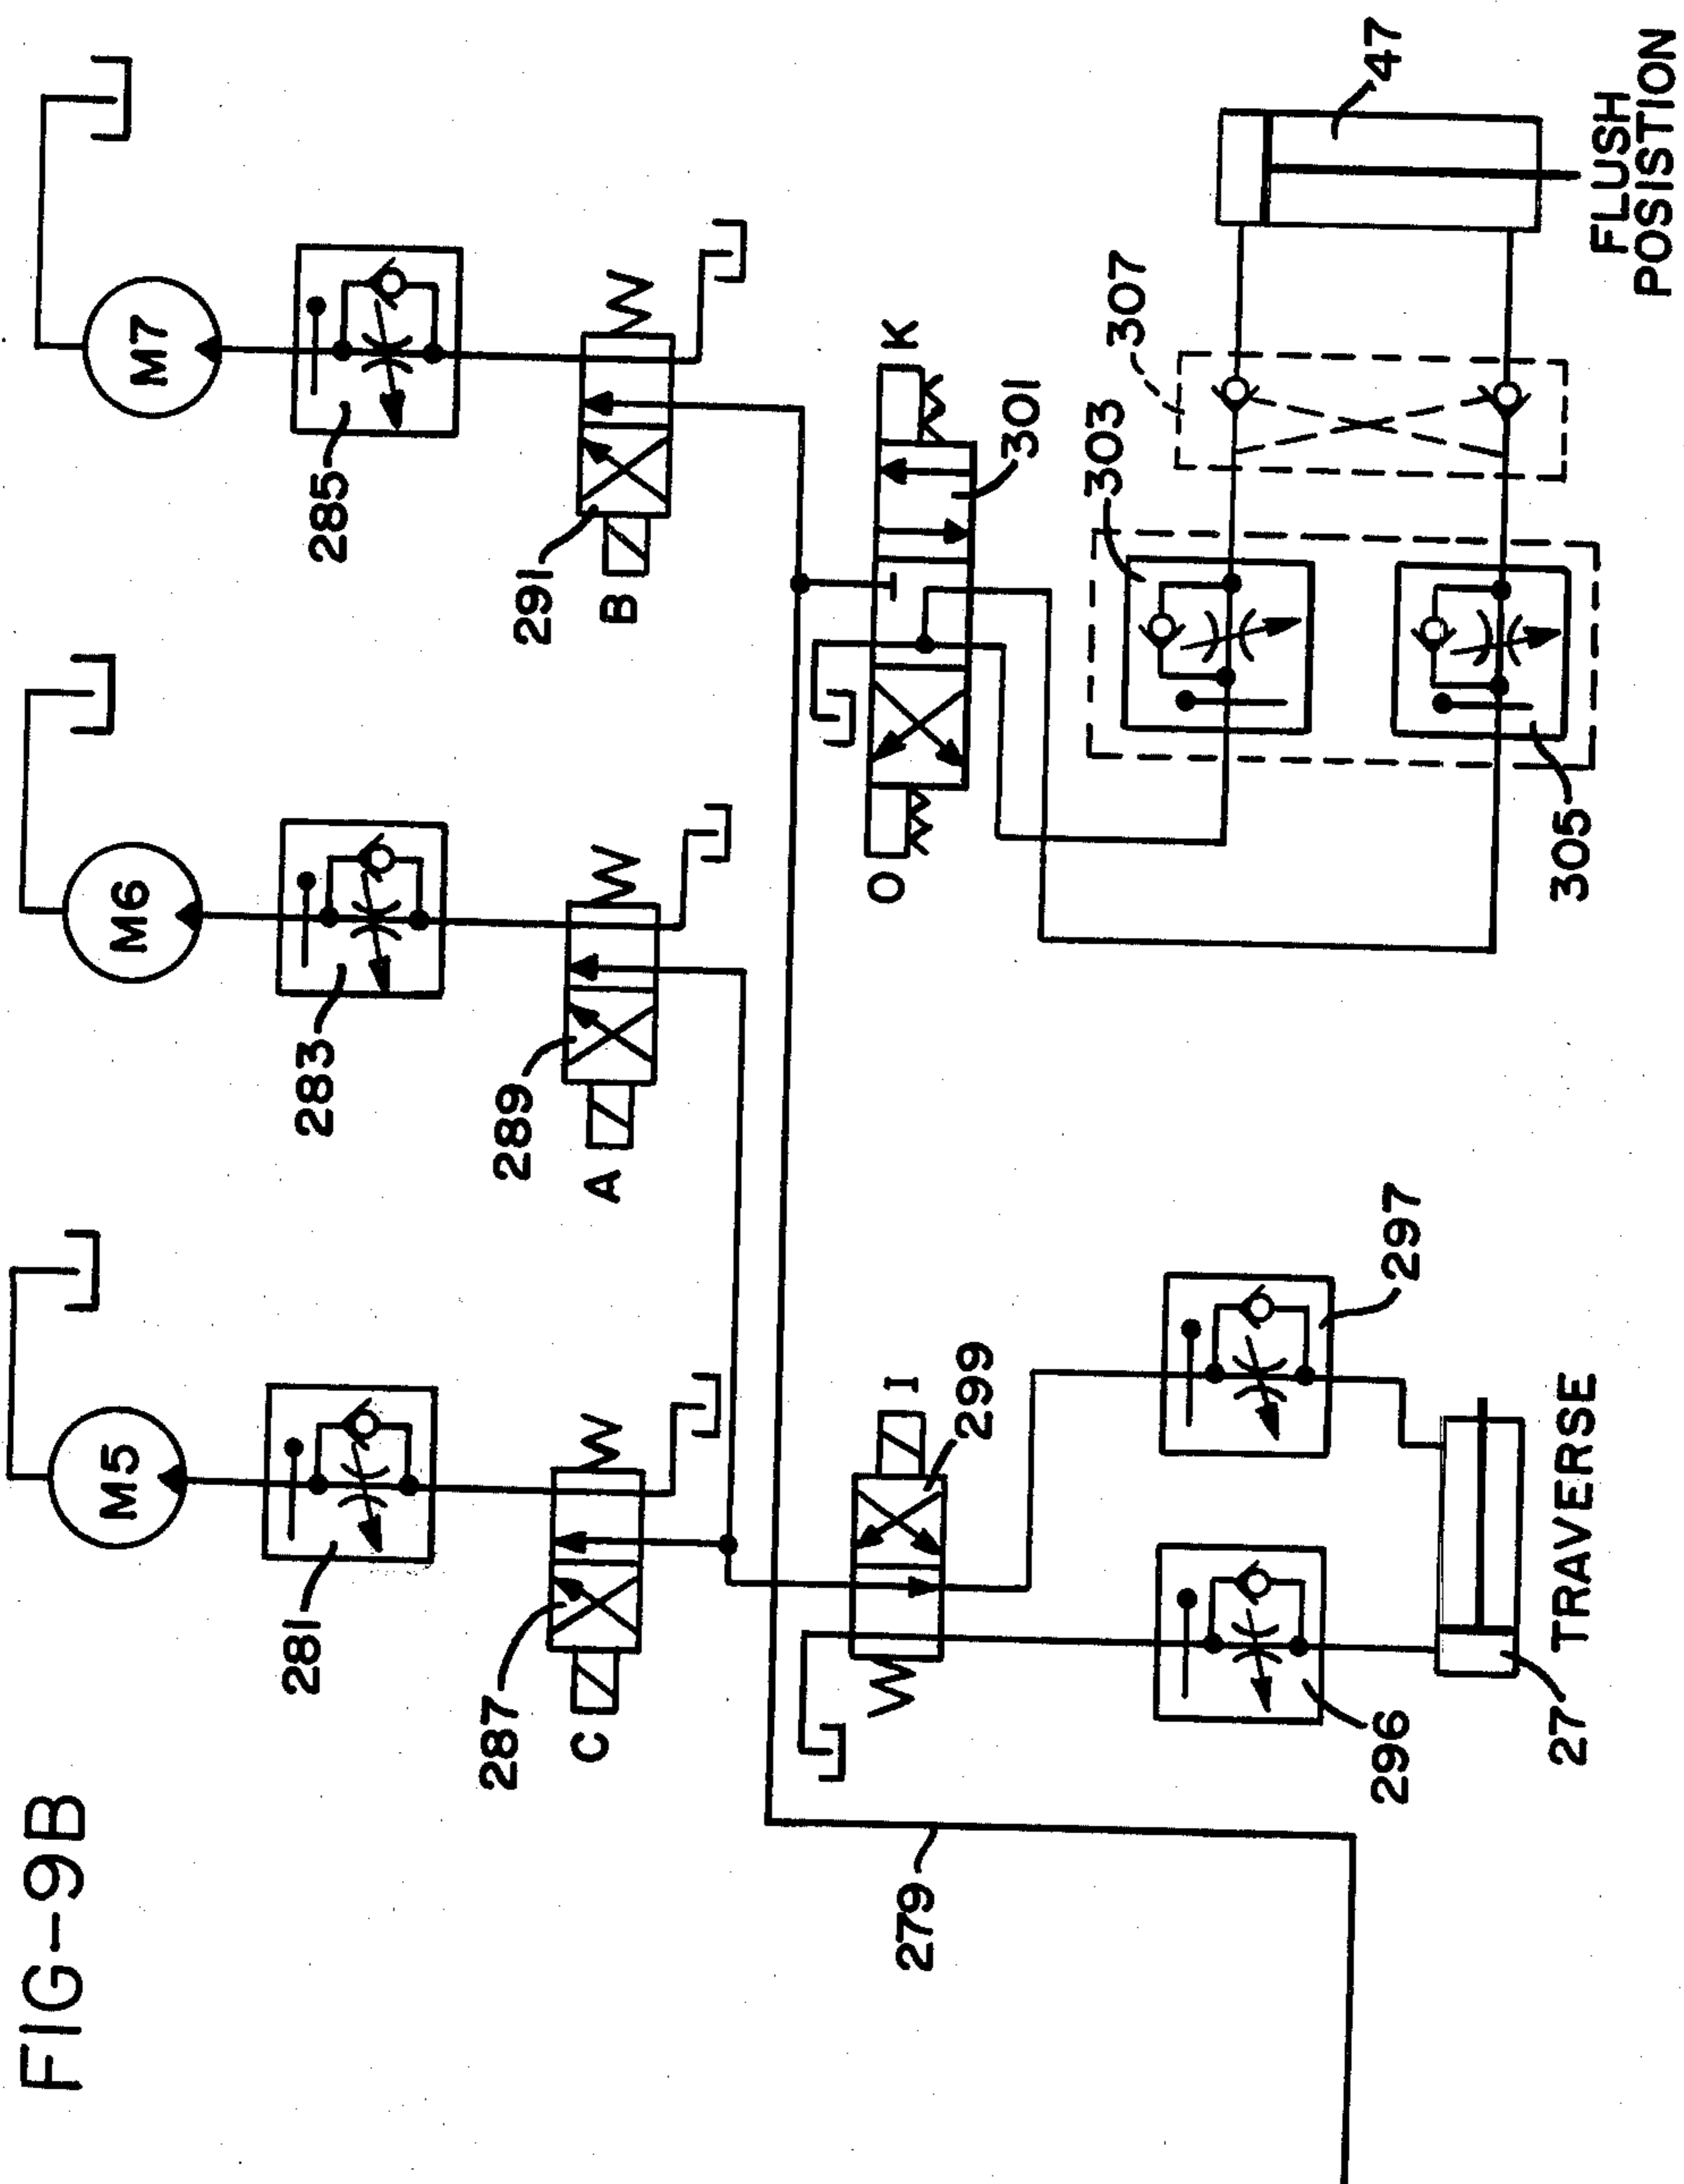 FIG-9B
M5
M6
M7
281
283
285
287
289
291
C
A
B
279
299
I
O
K
301
303
307
296
297
305
47
27
TRAVERSE
FLUSH
POSISTION